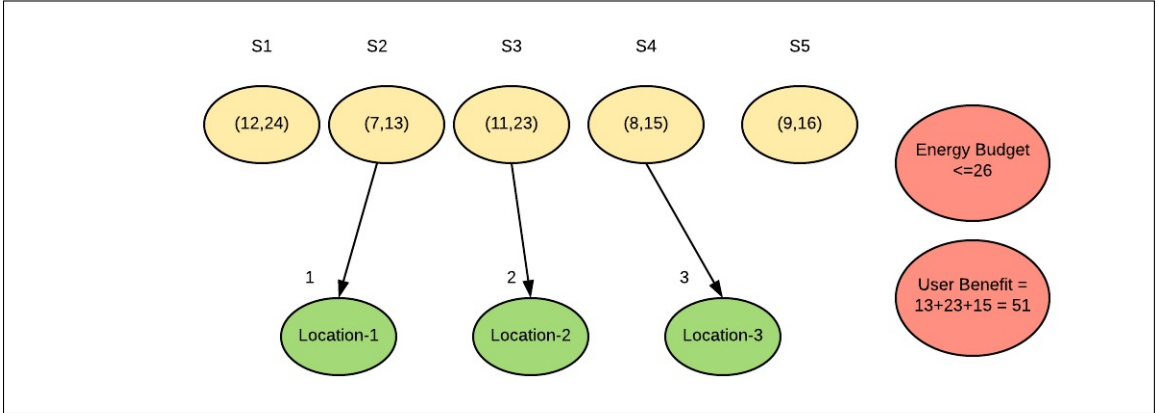 S1
S2
S3
S4
S5
(12,24)
(7,13)
(11,23)
(8,15)
(9,16)
Energy Budget
<=26
User Benefit =
13+23+15 = 51
1
2
3
Location-1
Location-2
Location-3